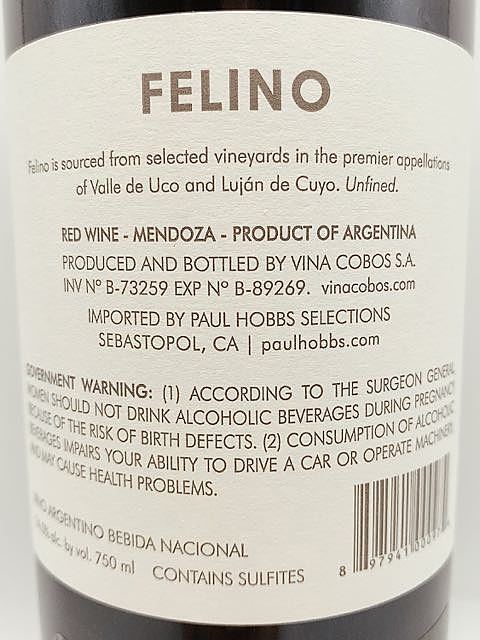 FELINO
Felino is sourced from selected vineyards in the premier appellations
of Valle de Uco and Luján de Cuyo. Unfined.
RED WINE - MENDOZA - PRODUCT OF ARGENTINA
PRODUCED AND BOTTLED BY VINA COBOS S.A.
INV Nº B-73259 EXP Nº B-89269. vinacobos.com
IMPORTED BY PAUL HOBBS SELECTIONS
SEBASTOPOL, CA | paulhobbs.com
GOVERNMENT WARNING: (1) ACCORDING TO THE SURGEON GENERAL,
WOMEN SHOULD NOT DRINK ALCOHOLIC BEVERAGES DURING PREGNANCY
BECAUSE OF THE RISK OF BIRTH DEFECTS. (2) CONSUMPTION OF ALCOHOLIC
BEVERAGES IMPAIRS YOUR ABILITY TO DRIVE A CAR OR OPERATE MACHINERY,
AND MAY CAUSE HEALTH PROBLEMS.
VINO ARGENTINO BEBIDA NACIONAL
alc. by vol. 750 ml CONTAINS SULFITES
8